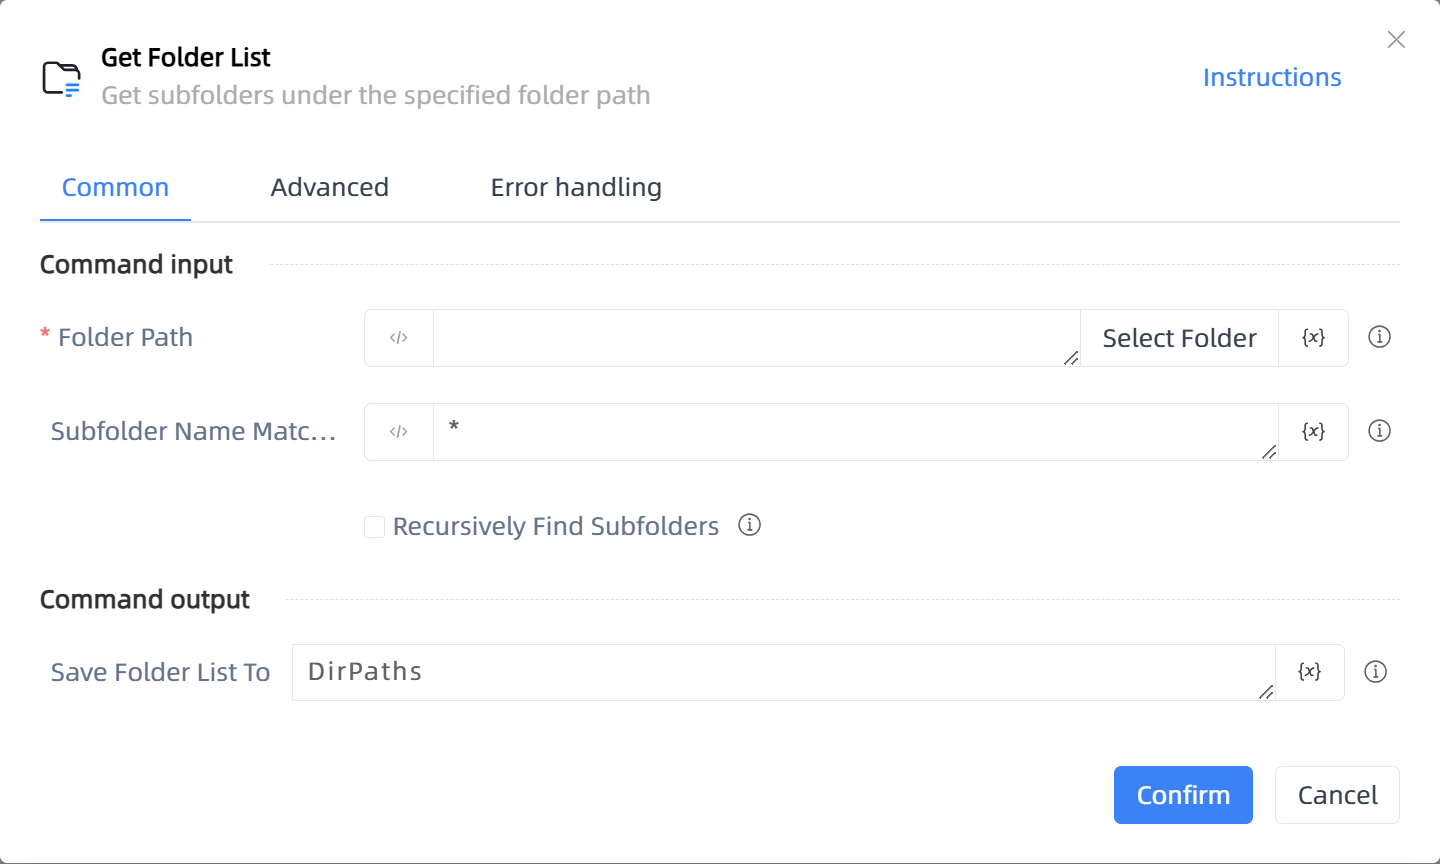 Get Folder List
Get subfolders under the specified folder path
Instructions
Common
Advanced
Error handling
Command input
* Folder Path
</>
Select Folder
{x}
Subfolder Name Matc...
</>
*
{x}
Recursively Find Subfolders
Command output
Save Folder List To
DirPaths
{x}
Confirm
Cancel